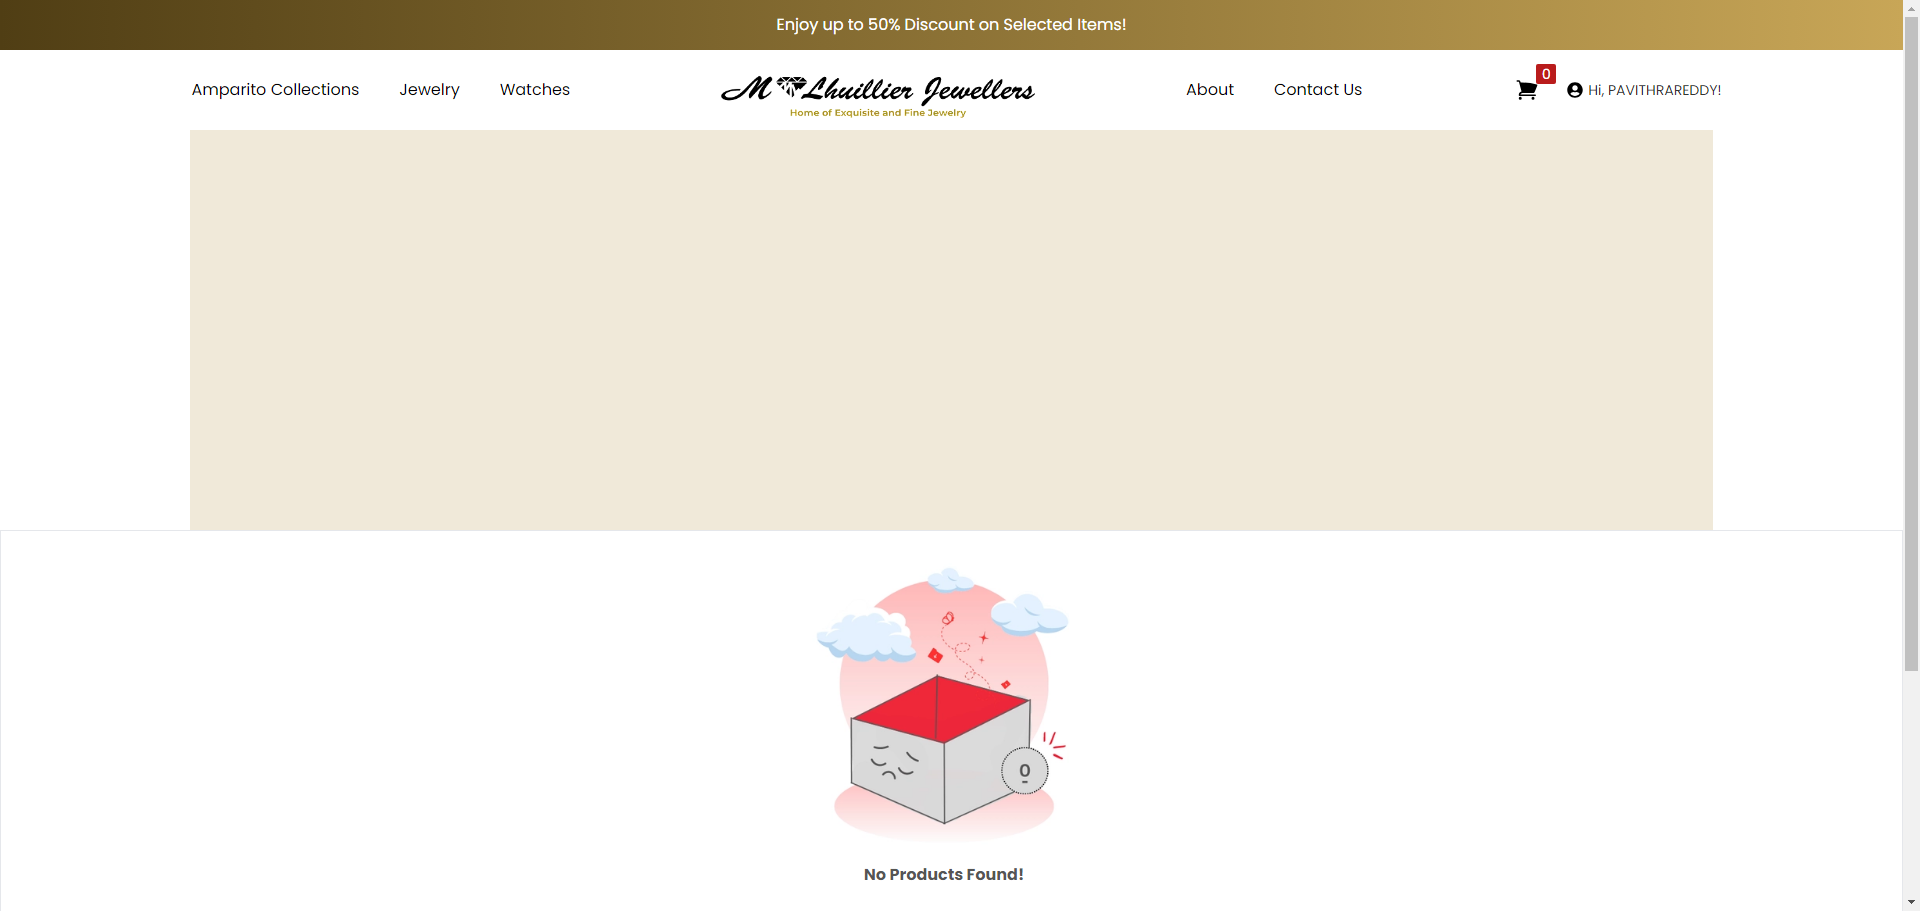 Enjoy up to 50% Discount on Selected Items!
Amparito Collections
Jewelry
Watches
M Lhuillier Jewellers
Home of Exquisite and Fine Jewelry
About
Contact Us
0
Hi, PAVITHRAREDDY!
0
No Products Found!